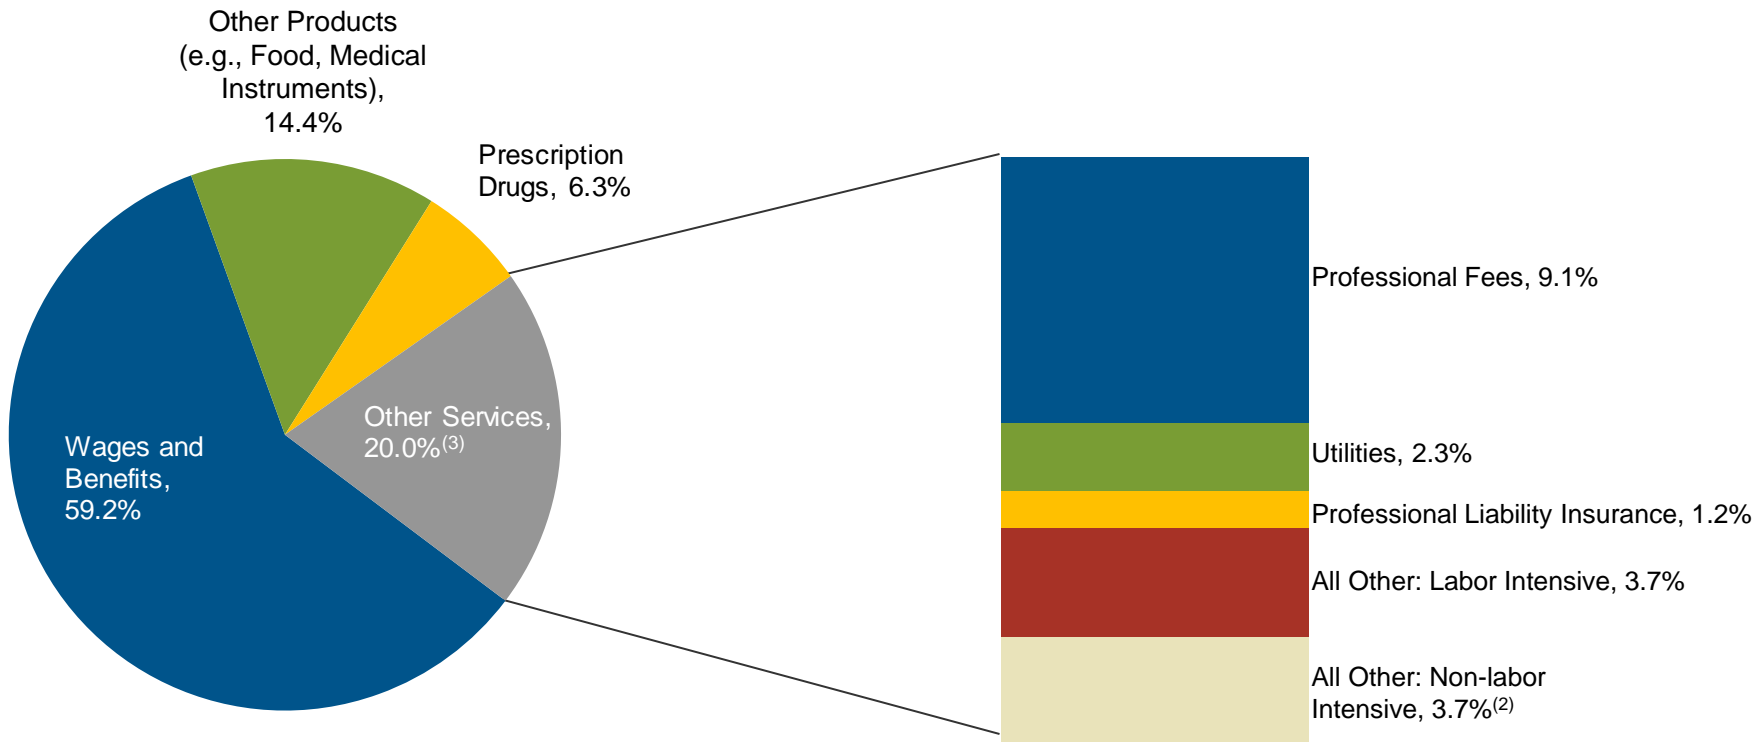 Other Products
(e.g., Food, Medical
Instruments),
14.4%
Prescription
Drugs, 6.3%
Other Services,
20.0%(3)
Wages and
Benefits,
59.2%
Professional Fees, 9.1%
Utilities, 2.3%
Professional Liability Insurance, 1.2%
All Other: Labor Intensive, 3.7%
All Other: Non-labor
Intensive, 3.7%(2)